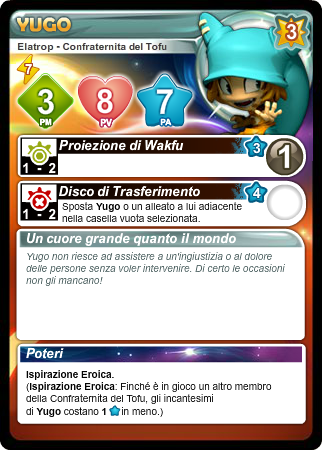 YUGO
3
Elatrop - Confraternita del Tofu
7
3
PM
8
PV
7
PA
Proiezione di Wakfu
3
1
1 - 2
Disco di Trasferimento
4
1 - 2
Sposta Yugo o un alleato a lui adiacente
nella casella vuota selezionata.
Un cuore grande quanto il mondo
Yugo non riesce ad assistere a un'ingiustizia o al dolore
delle persone senza voler intervenire. Di certo le occasioni
non gli mancano!
Poteri
Ispirazione Eroica.
(Ispirazione Eroica: Finché è in gioco un altro membro
della Confraternita del Tofu, gli incantesimi
di Yugo costano 1 in meno.)